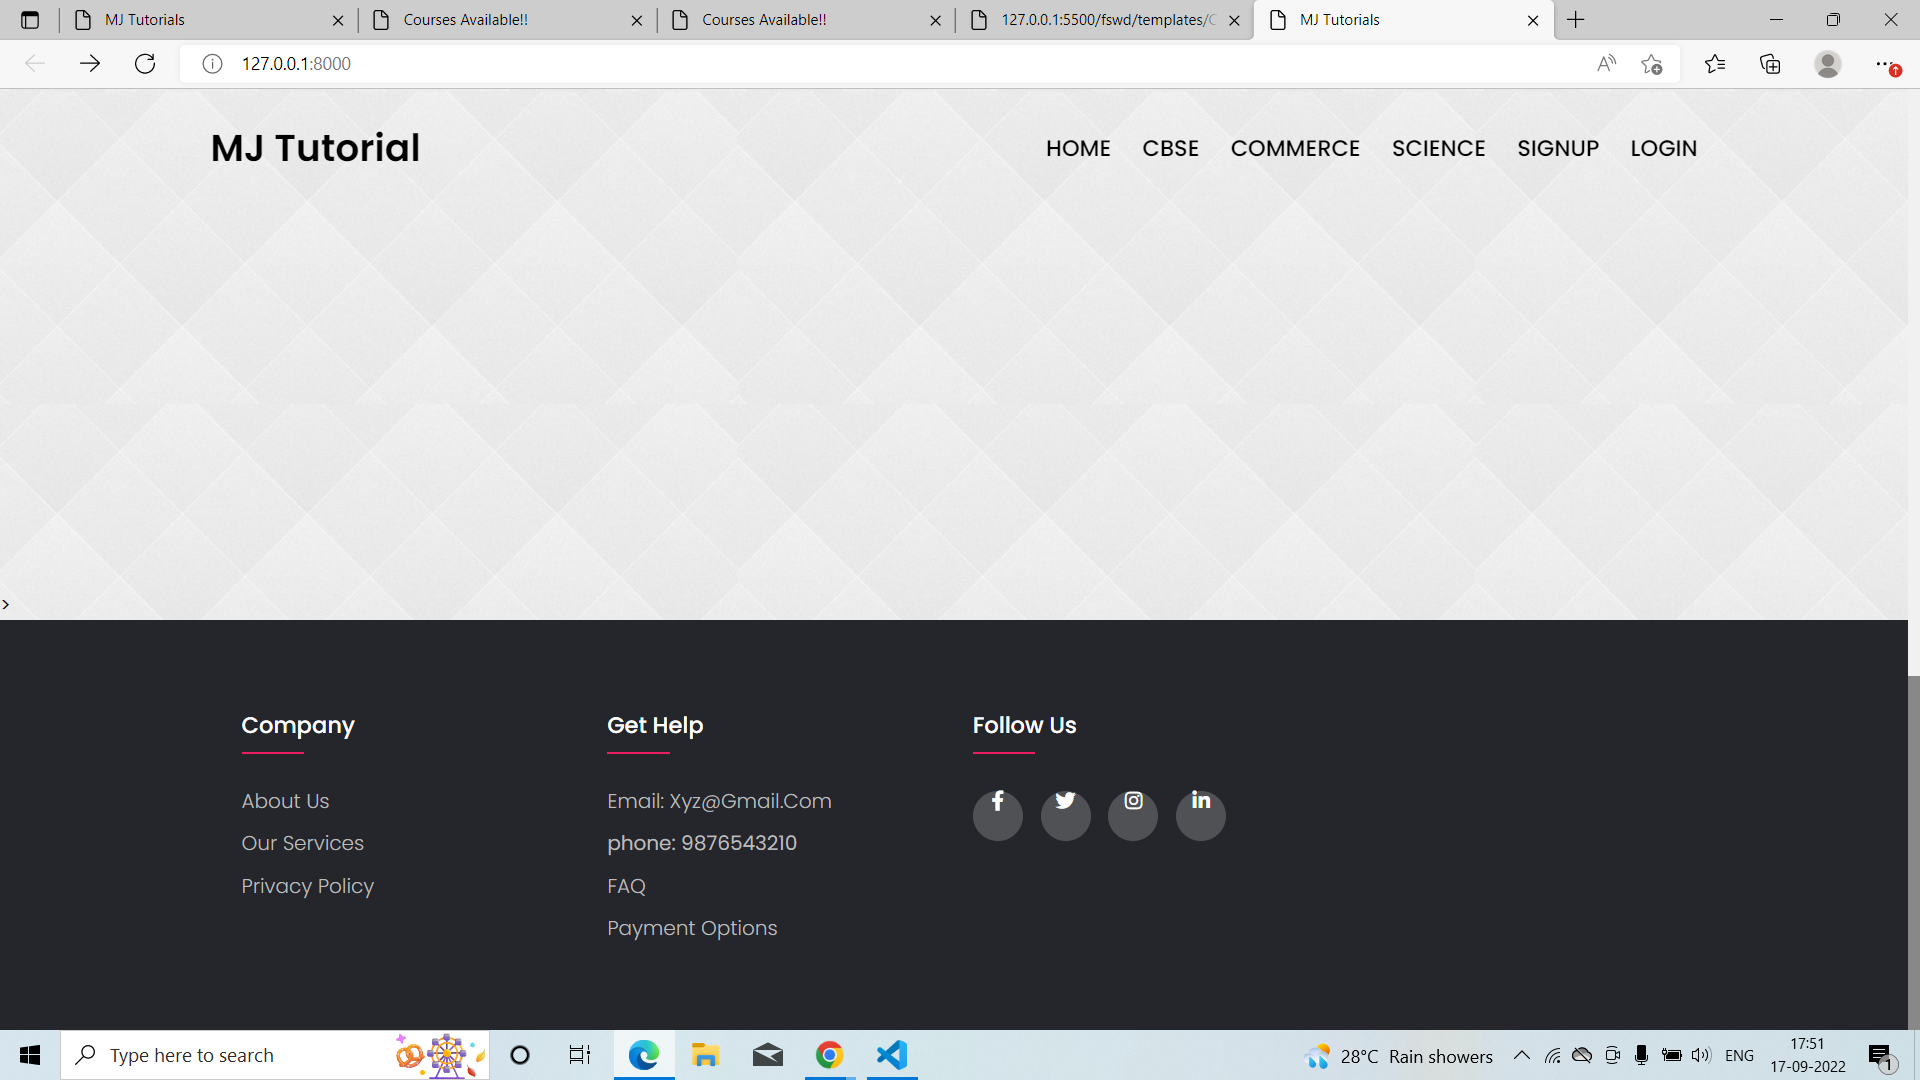 MJ Tutorials
Courses Available!!
Courses Available!!
127.0.0.1:5500/fswd/templates/C
MJ Tutorials
127.0.0.1:8000
MJ Tutorial
HOME CBSE COMMERCE SCIENCE SIGNUP LOGIN
>
Company
About Us
Our Services
Privacy Policy
Get Help
Email: Xyz@Gmail.Com
phone: 9876543210
FAQ
Payment Options
Follow Us
Type here to search
28°C Rain showers
ENG
17:51
17-09-2022
1